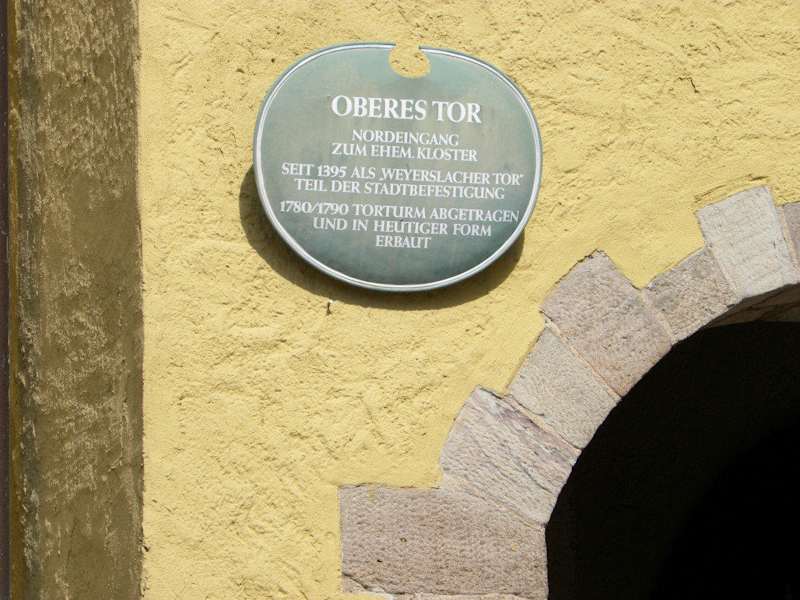 OBERES TOR
NORDEINGANG
ZUM EHEM. KLOSTER
SEIT 1395 ALS „WEYERSLACHER TOR"
TEIL DER STADTBEFESTIGUNG
1780/1790 TORTURM ABGETRAGEN
UND IN HEUTIGER FORM
ERBAUT